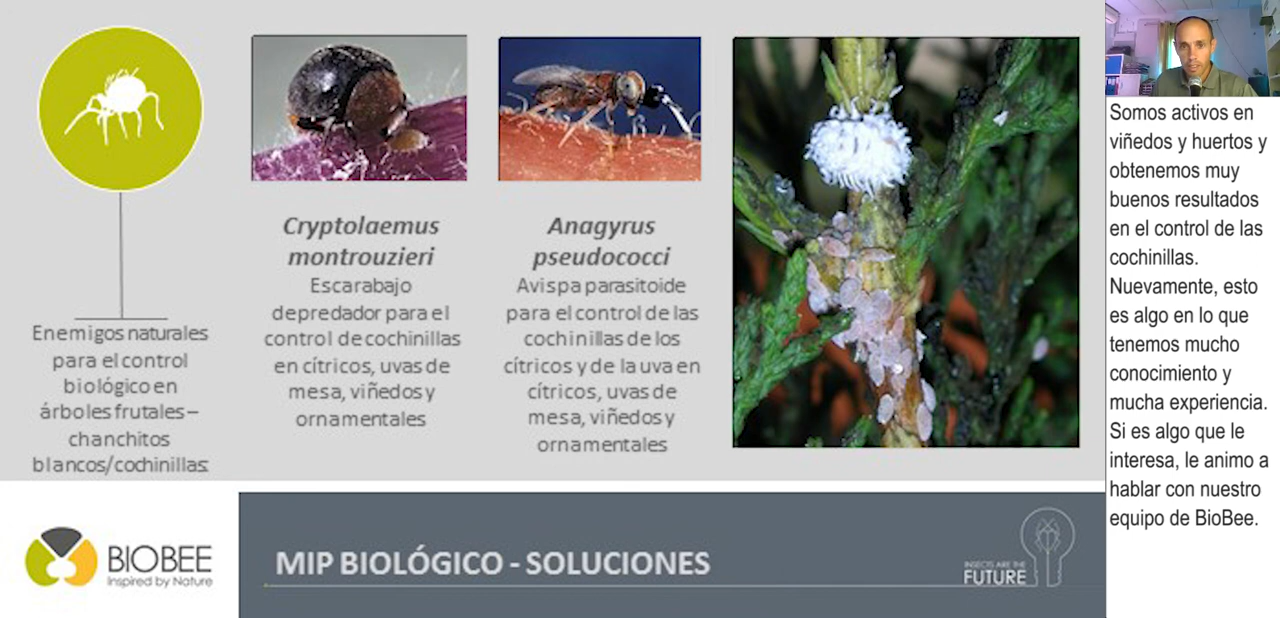 Enemigos naturales
para el control
biológico en
árboles frutales –
chanchitos
blancos/cochinillas
Cryptolaemus
montrouzieri
Escarabajo
depredador para el
control de cochinillas
en cítricos, uvas de
mesa, viñedos y
ornamentales
Anagyrus
pseudococci
Avispa parasitoide
para el control de las
cochinillas de los
cítricos y de la uva en
cítricos, uvas de
mesa, viñedos y
ornamentales
Somos activos en
viñedos y huertos y
obtenemos muy
buenos resultados
en el control de las
cochinillas.
Nuevamente, esto
es algo en lo que
tenemos mucho
conocimiento y
mucha experiencia.
Si es algo que le
interesa, le animo a
hablar con nuestro
equipo de BioBee.
BIOBEE
Inspired by Nature
MIP BIOLÓGICO - SOLUCIONES
INSECTS ARE THE
FUTURE